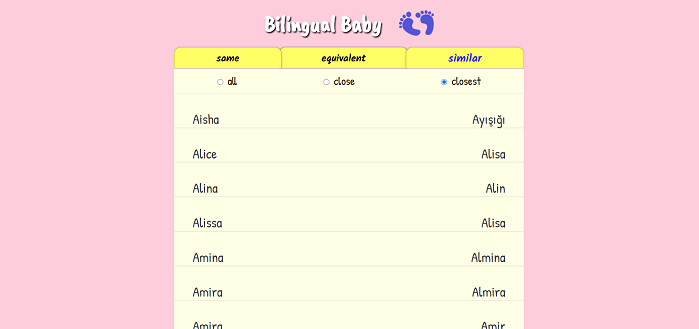 Bilingual Baby
same equivalent similar
all close closest
Aisha Ayışığı
Alice Alisa
Alina Alin
Alissa Alisa
Amina Almina
Amira Almira
Amira Amir